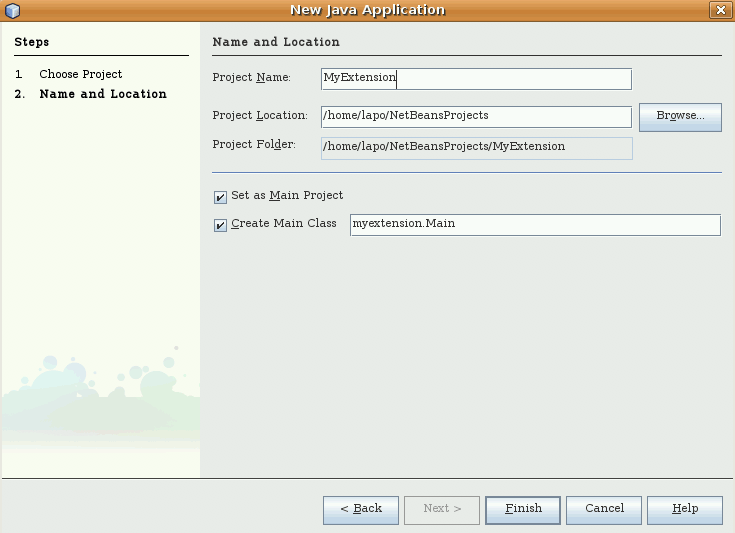 New Java Application
Steps
1 Choose Project
2. Name and Location
Name and Location
Project Name: MyExtension
Project Location: /home/lapo/NetBeansProjects Browse...
Project Folder: /home/lapo/NetBeansProjects/MyExtension
Set as Main Project
Create Main Class myextension.Main
< Back Next > Finish Cancel Help